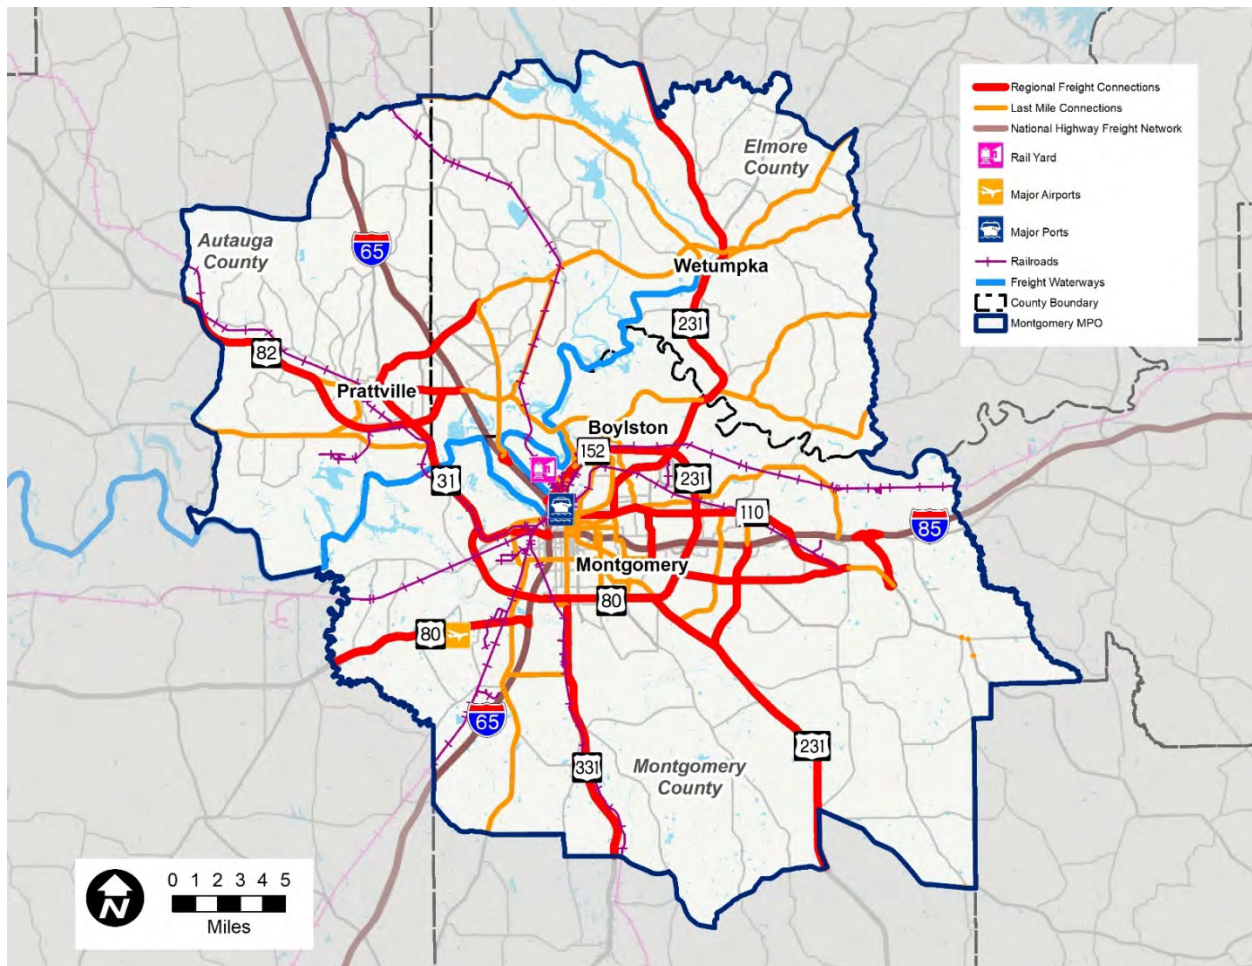 Regional Freight Connections
Last Mile Connections
National Highway Freight Network
Rail Yard
Major Airports
Major Ports
Railroads
Freight Waterways
County Boundary
Montgomery MPO
Elmore
County
Autauga
County
65
Wetumpka
231
82
Prattville
Boylston
152
31
231
110
85
Montgomery
80
80
65
231
331
Montgomery
County
N
0 1 2 3 4 5
Miles